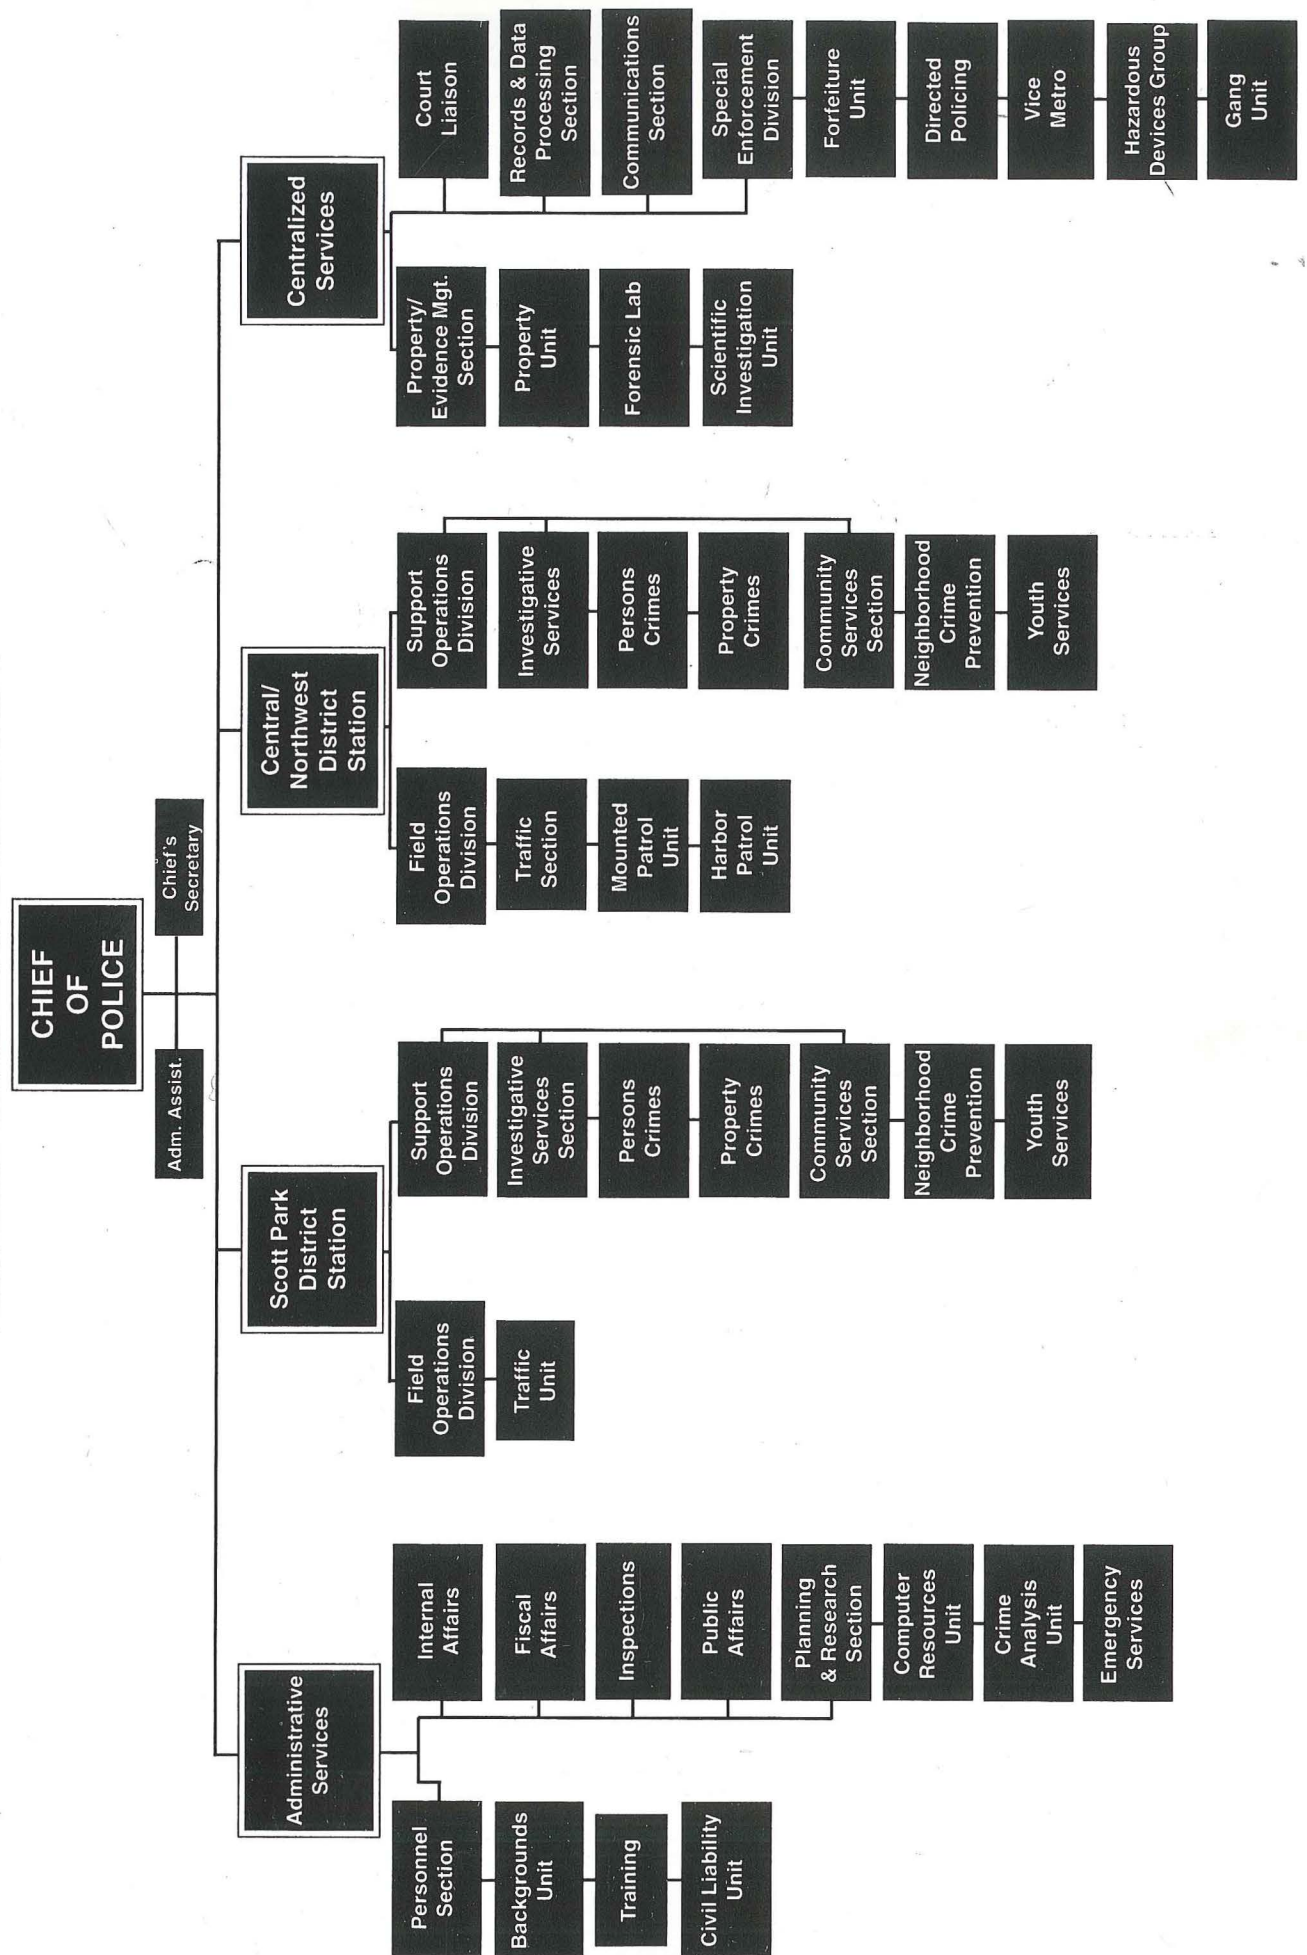 CHIEF
OF
POLICE
Adm. Assist.
Chief's
Secretary
Administrative
Services
Personnel
Section
Backgrounds
Unit
Training
Civil Liability
Unit
Internal
Affairs
Fiscal
Affairs
Inspections
Public
Affairs
Planning
& Research
Section
Computer
Resources
Unit
Crime
Analysis
Unit
Emergency
Services
Scott Park
District
Station
Field
Operations
Division
Traffic
Unit
Support
Operations
Division
Investigative
Services
Section
Persons
Crimes
Property
Crimes
Community
Services
Section
Neighborhood
Crime
Prevention
Youth
Services
Central/
Northwest
District
Station
Field
Operations
Division
Traffic
Section
Mounted
Patrol
Unit
Harbor
Patrol
Unit
Support
Operations
Division
Investigative
Services
Persons
Crimes
Property
Crimes
Community
Services
Section
Neighborhood
Crime
Prevention
Youth
Services
Centralized
Services
Property/
Evidence Mgt.
Section
Property
Unit
Forensic Lab
Scientific
Investigation
Unit
Court
Liaison
Records & Data
Processing
Section
Communications
Section
Special
Enforcement
Division
Forfeiture
Unit
Directed
Policing
Vice
Metro
Hazardous
Devices Group
Gang
Unit